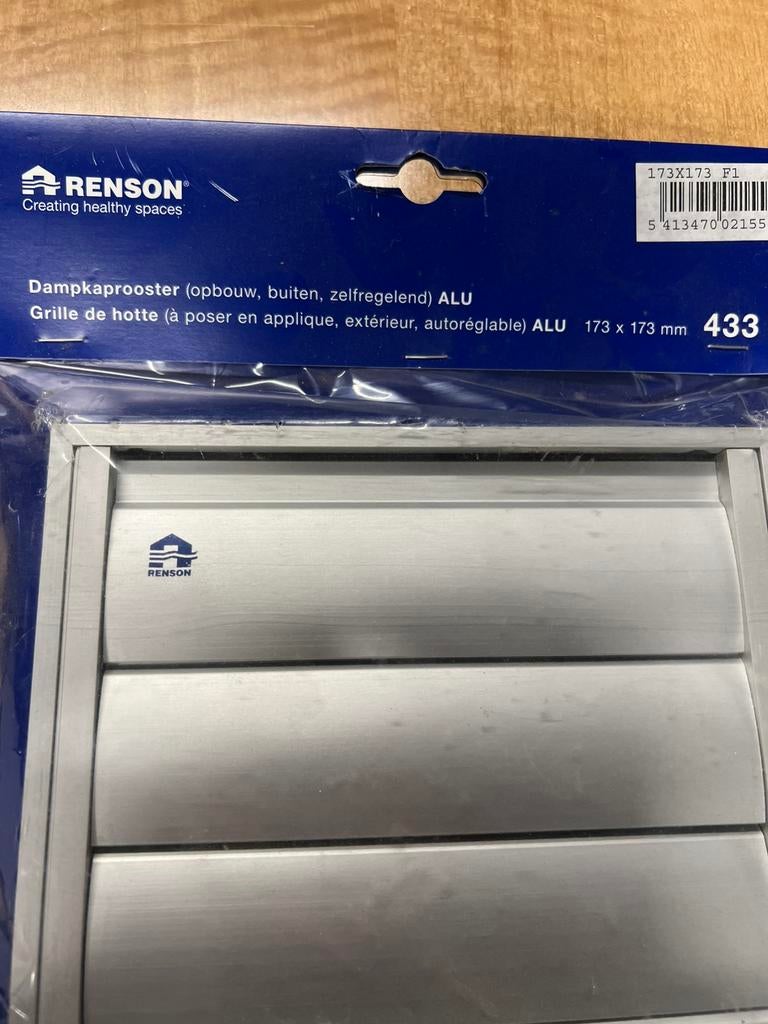 RENSON®
Creating healthy spaces
173X173 F1
5 413470 02155
Dampkaprooster (opbouw, buiten, zelfregelend) ALU
Grille de hotte (à poser en applique, extérieur, autoréglable) ALU 173 x 173 mm 433
RENSON